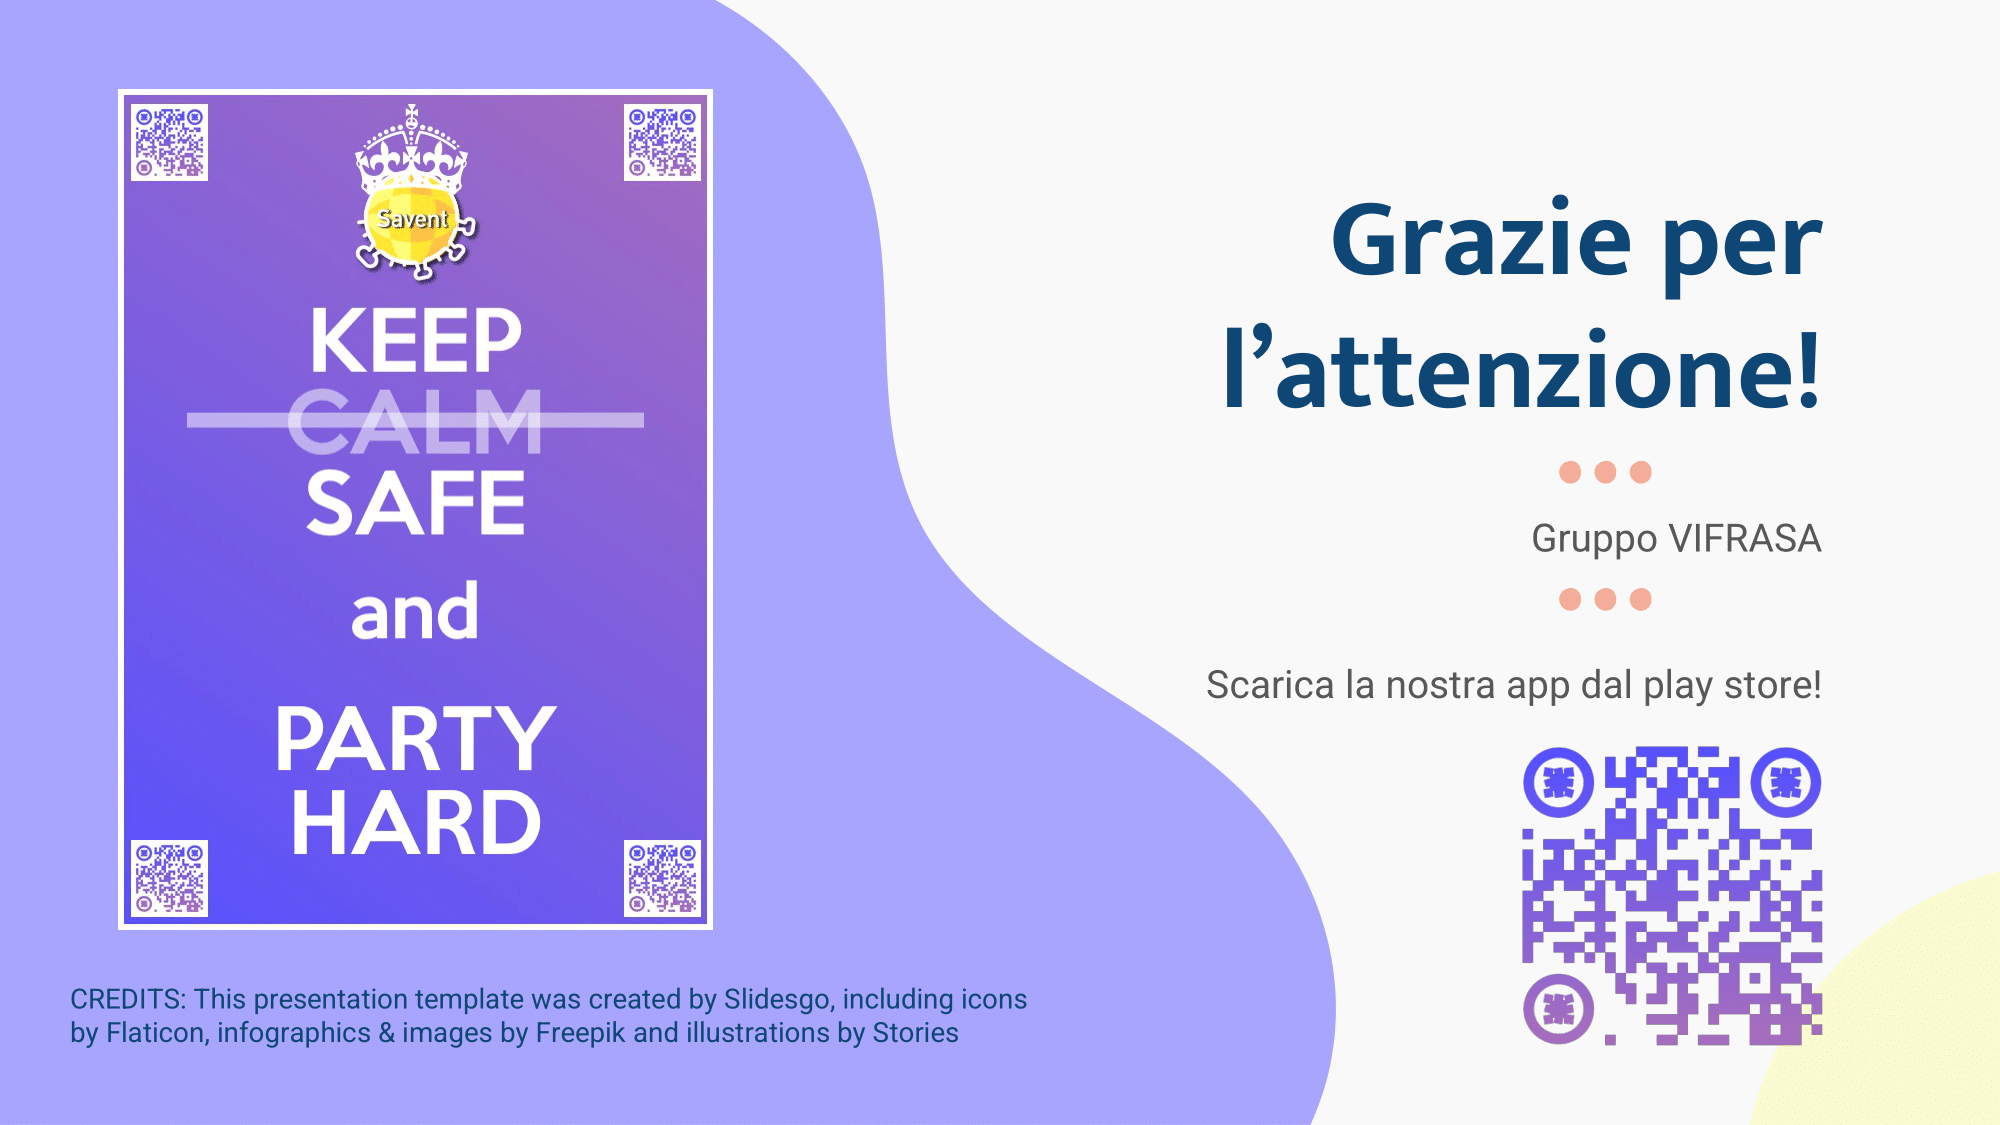 Savent
KEEP
CALM
SAFE
and
PARTY
HARD
Grazie per
l’attenzione!
Gruppo VIFRASA
Scarica la nostra app dal play store!
CREDITS: This presentation template was created by Slidesgo, including icons
by Flaticon, infographics & images by Freepik and illustrations by Stories